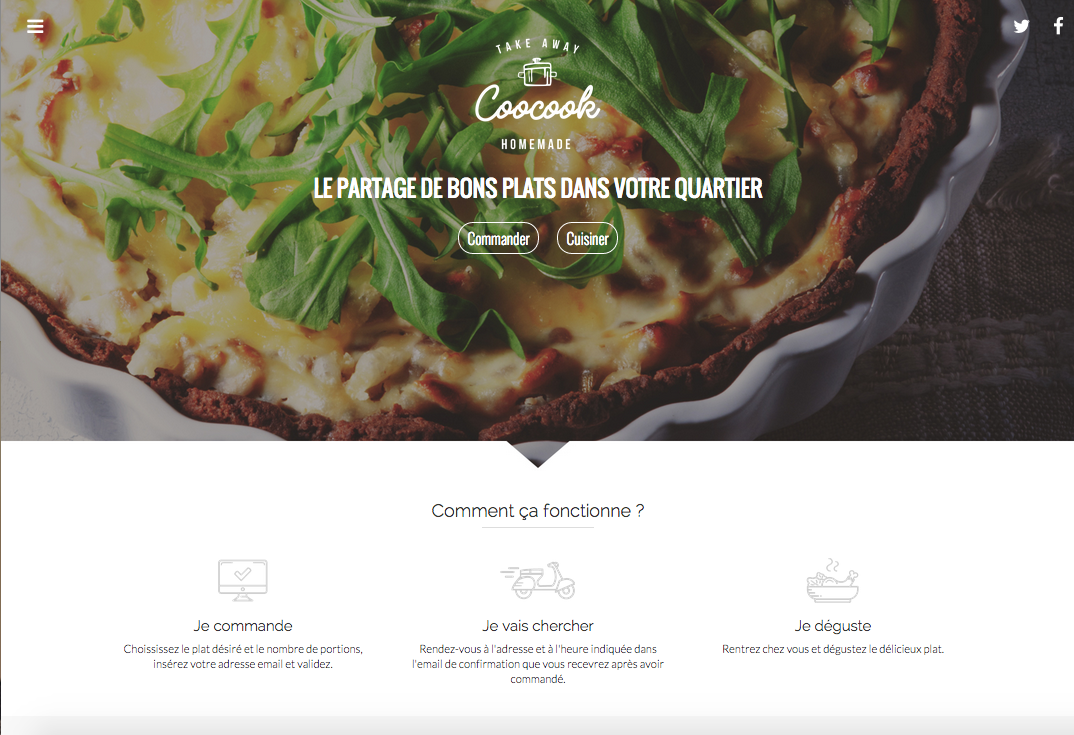 TAKE AWAY
Coocook
HOMEMADE
LE PARTAGE DE BONS PLATS DANS VOTRE QUARTIER
Commander Cuisiner
Comment ça fonctionne ?
Je commande
Choississez le plat désiré et le nombre de portions,
insérez votre adresse email et validez.
Je vais chercher
Rendez-vous à l'adresse et à l'heure indiquée dans
l'email de confirmation que vous recevrez après avoir
commandé.
Je déguste
Rentrez chez vous et dégustez le délicieux plat.